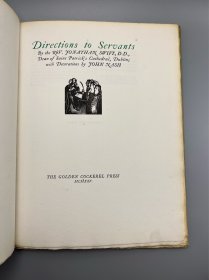 Directions to Servants
By the REV. JONATHAN SWIFT, D.D.,
Dean of Saint Patrick's Cathedral, Dublin;
with Decorations by JOHN NASH
THE GOLDEN COCKEREL PRESS